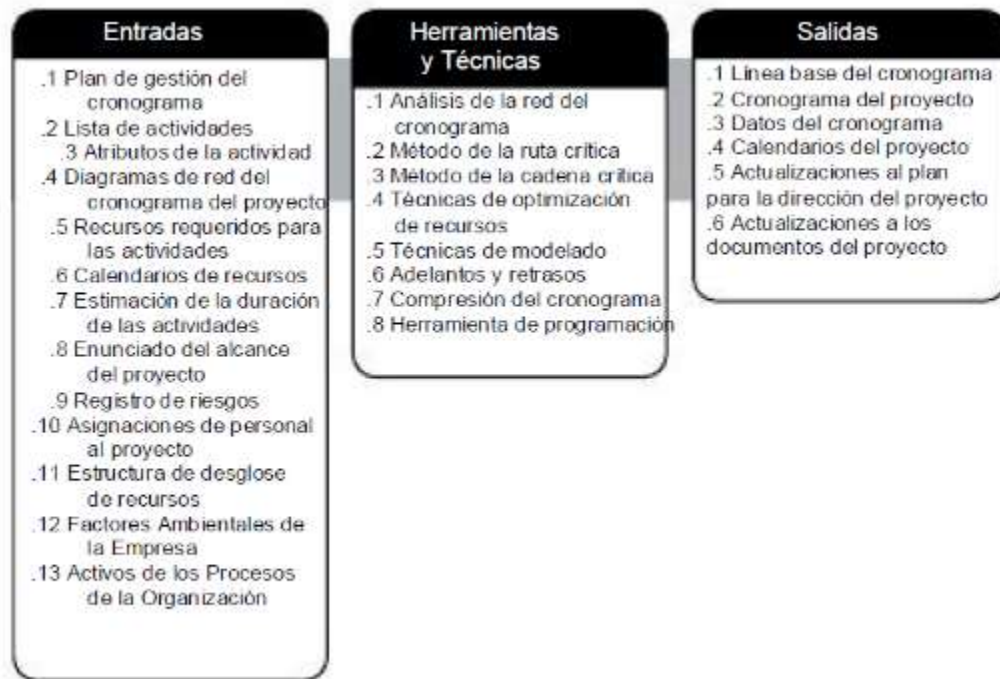 Entradas
.1 Plan de gestión del
cronograma
.2 Lista de actividades
.3 Atributos de la actividad
.4 Diagramas de red del
cronograma del proyecto
.5 Recursos requeridos para
las actividades
.6 Calendarios de recursos
.7 Estimación de la duración
de las actividades
.8 Enunciado del alcance
del proyecto
.9 Registro de riesgos
.10 Asignaciones de personal
al proyecto
.11 Estructura de desglose
de recursos
.12 Factores Ambientales de
la Empresa
.13 Activos de los Procesos
de la Organización
Herramientas
y Técnicas
.1 Análisis de la red del
cronograma
.2 Método de la ruta crítica
.3 Método de la cadena crítica
.4 Técnicas de optimización
de recursos
.5 Técnicas de modelado
.6 Adelantos y retrasos
.7 Compresión del cronograma
.8 Herramienta de programación
Salidas
.1 Línea base del cronograma
.2 Cronograma del proyecto
.3 Datos del cronograma
.4 Calendarios del proyecto
.5 Actualizaciones al plan
para la dirección del proyecto
.6 Actualizaciones a los
documentos del proyecto